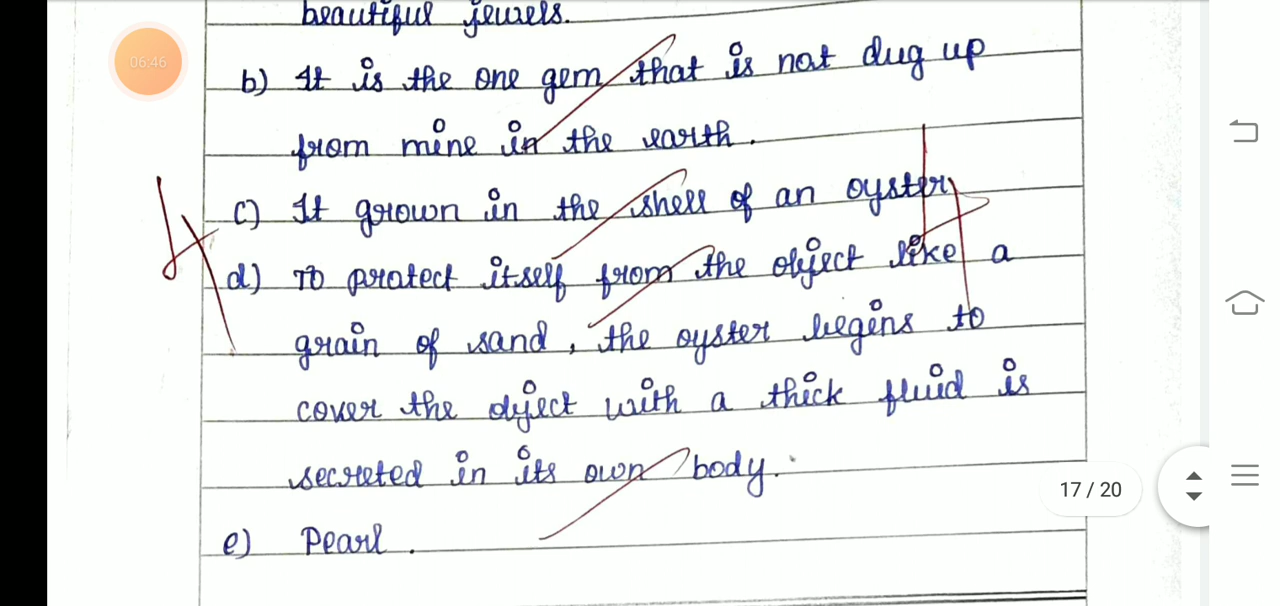 beautiful jewels.
06:46
b) It is the one gem that is not dug up
from mine in the earth.
c) It grown in the shell of an oyster
d) To protect itself from the object like a
grain of sand, the oyster begins to
cover the object with a thick fluid is
secreted in its own body.
17 / 20
e) Pearl.